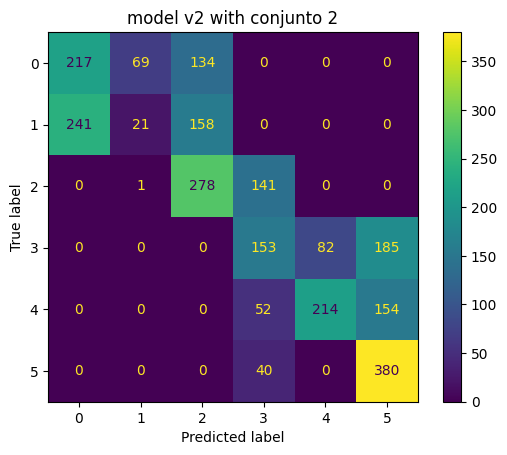 model v2 with conjunto 2
True label
0 217 69 134 0 0 0
1 241 21 158 0 0 0
2 0 1 278 141 0 0
3 0 0 0 153 82 185
4 0 0 0 52 214 154
5 0 0 0 40 0 380
0 1 2 3 4 5
Predicted label
350
300
250
200
150
100
50
0